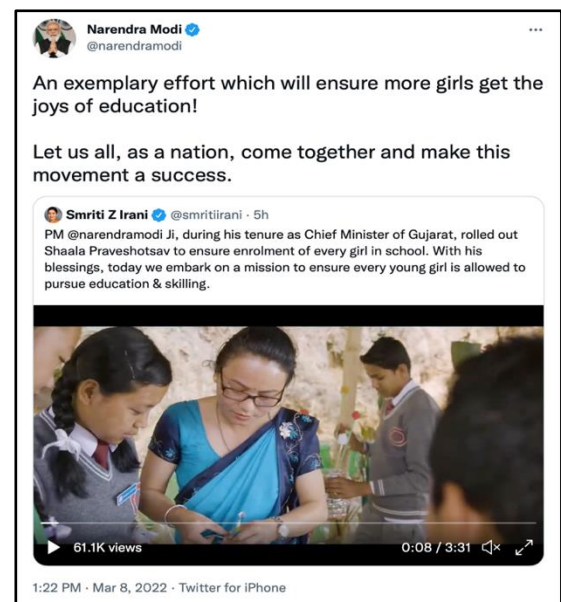 Narendra Modi
@narendramodi
An exemplary effort which will ensure more girls get the
joys of education!
Let us all, as a nation, come together and make this
movement a success.
Smriti Z Irani @smritiirani · 5h
PM @narendramodi Ji, during his tenure as Chief Minister of Gujarat, rolled out
Shaala Praveshotsav to ensure enrolment of every girl in school. With his
blessings, today we embark on a mission to ensure every young girl is allowed to
pursue education & skilling.
61.1K views 0:08 / 3:31
1:22 PM · Mar 8, 2022 · Twitter for iPhone